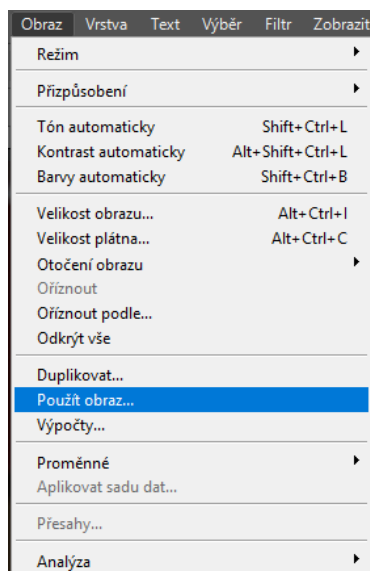 Obraz Vrstva Text Výběr Filtr Zobrazit
Režim
Přizpůsobení
Tón automaticky Shift+Ctrl+L
Kontrast automaticky Alt+Shift+Ctrl+L
Barvy automaticky Shift+Ctrl+B
Velikost obrazu... Alt+Ctrl+I
Velikost plátna... Alt+Ctrl+C
Otočení obrazu
Oříznout
Oříznout podle...
Odkrýt vše
Duplikovat...
Použít obraz...
Výpočty...
Proměnné
Aplikovat sadu dat...
Přesahy...
Analýza